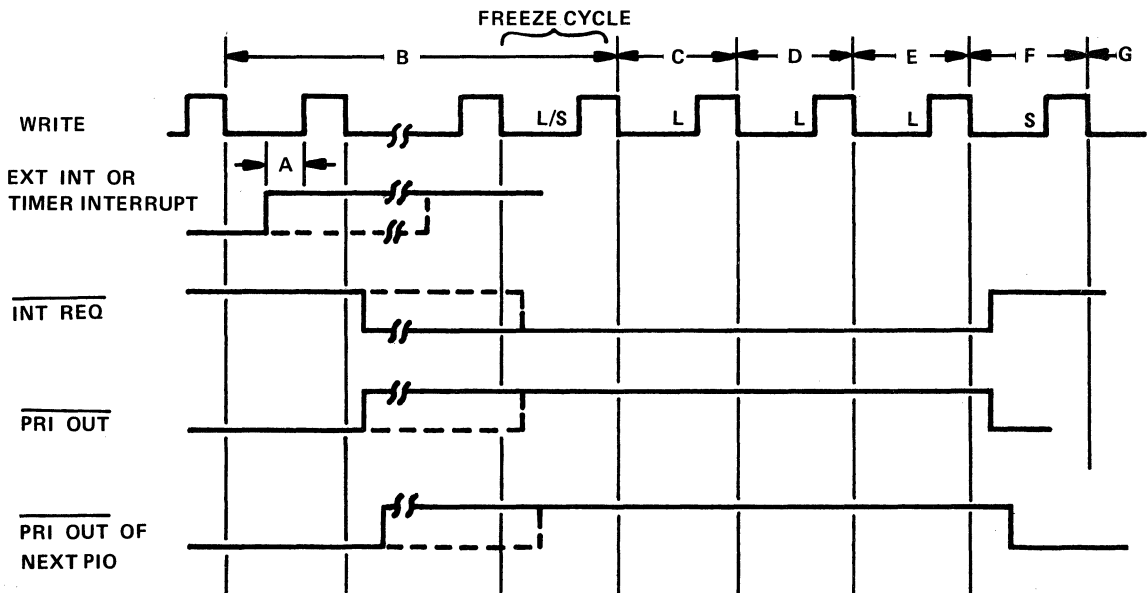 FREEZE CYCLE
B C D E F G
WRITE L/S L L L S
A
EXT INT OR
TIMER INTERRUPT
INT REQ
PRI OUT
PRI OUT OF
NEXT PIO